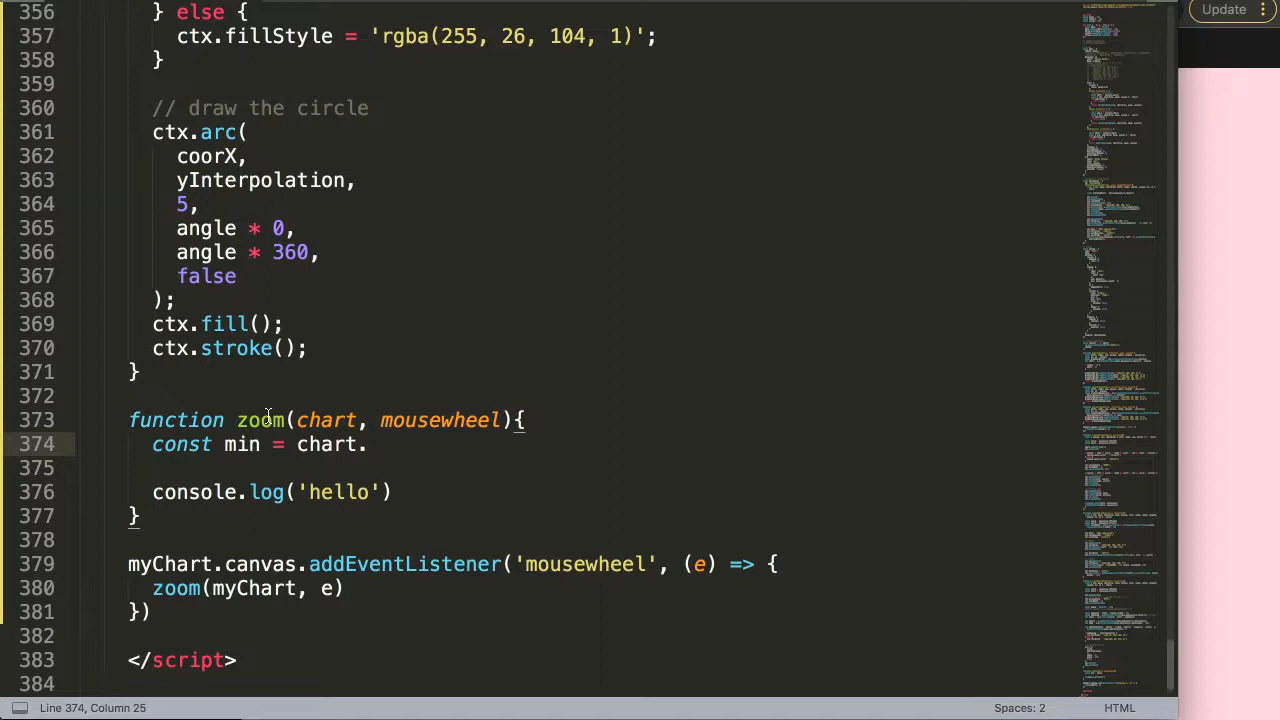 Update
356 } else {
357 ctx.fillStyle = 'rgba(255, 26, 104, 1)';
358 }
359
360 // draw the circle
361 ctx.arc(
362 coorX,
363 yInterpolation,
364 5,
365 angle * 0,
366 angle * 360,
367 false
368 );
369 ctx.fill();
370 ctx.stroke();
371 }
372
373 function zoom(chart, mousewheel){
374 const min = chart.
375
376 console.log('hello')
377 }
378
379 myChart.canvas.addEventListener('mousewheel', (e) => {
380 zoom(myChart, e)
381 })
382
383 </script>
384
Line 374, Column 25 Spaces: 2 HTML